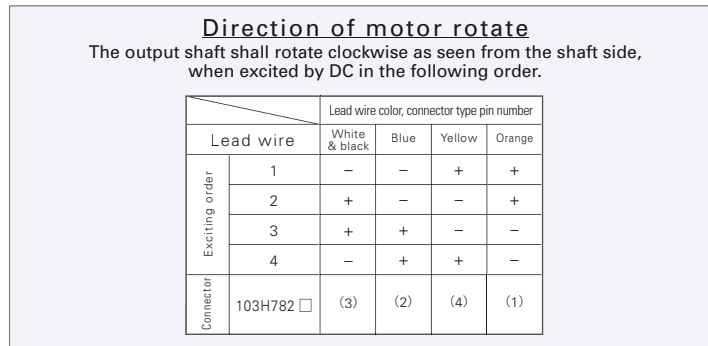 Direction of motor rotate
The output shaft shall rotate clockwise as seen from the shaft side,
when excited by DC in the following order.
Lead wire color, connector type pin number
Lead wire
White & black
Blue
Yellow
Orange
Exciting order
1 − − + +
2 + − − +
3 + + − −
4 − + + −
Connector
103H782 □ (3) (2) (4) (1)